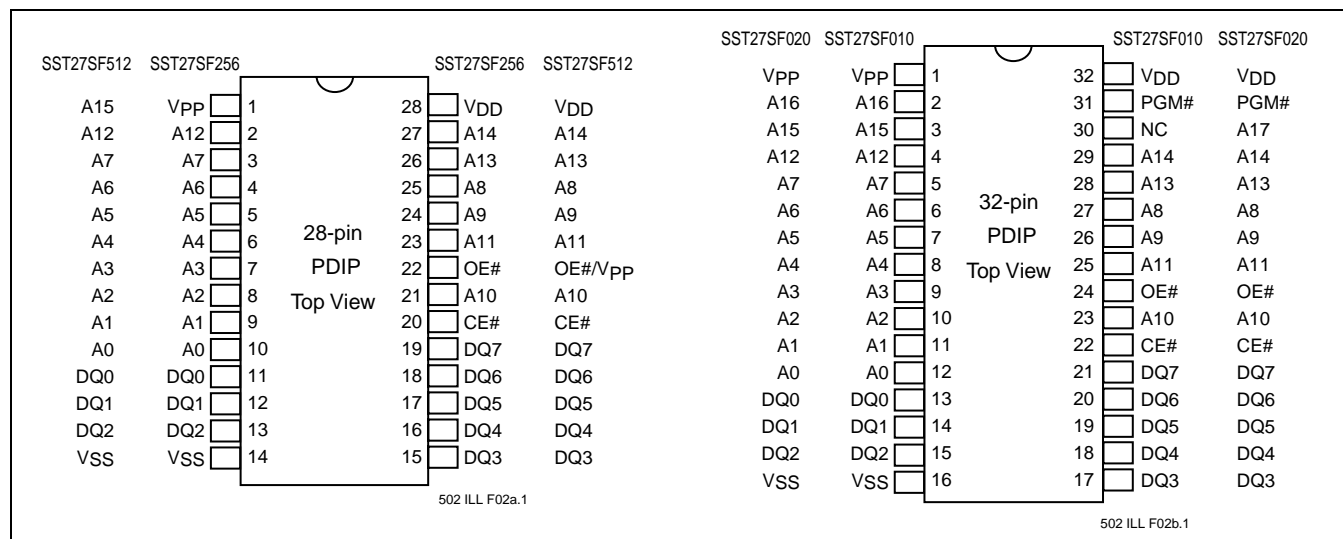 SST27SF512 SST27SF256 SST27SF256 SST27SF512
A15 VPP 1 28 VDD VDD
A12 A12 2 27 A14 A14
A7 A7 3 26 A13 A13
A6 A6 4 25 A8 A8
A5 A5 5 24 A9 A9
A4 A4 6 23 A11 A11
A3 A3 7 22 OE# OE#/VPP
A2 A2 8 21 A10 A10
A1 A1 9 20 CE# CE#
A0 A0 10 19 DQ7 DQ7
DQ0 DQ0 11 18 DQ6 DQ6
DQ1 DQ1 12 17 DQ5 DQ5
DQ2 DQ2 13 16 DQ4 DQ4
VSS VSS 14 15 DQ3 DQ3
28-pin
PDIP
Top View
502 ILL F02a.1
SST27SF020 SST27SF010 SST27SF010 SST27SF020
VPP VPP 1 32 VDD VDD
A16 A16 2 31 PGM# PGM#
A15 A15 3 30 NC A17
A12 A12 4 29 A14 A14
A7 A7 5 28 A13 A13
A6 A6 6 27 A8 A8
A5 A5 7 26 A9 A9
A4 A4 8 25 A11 A11
A3 A3 9 24 OE# OE#
A2 A2 10 23 A10 A10
A1 A1 11 22 CE# CE#
A0 A0 12 21 DQ7 DQ7
DQ0 DQ0 13 20 DQ6 DQ6
DQ1 DQ1 14 19 DQ5 DQ5
DQ2 DQ2 15 18 DQ4 DQ4
VSS VSS 16 17 DQ3 DQ3
32-pin
PDIP
Top View
502 ILL F02b.1